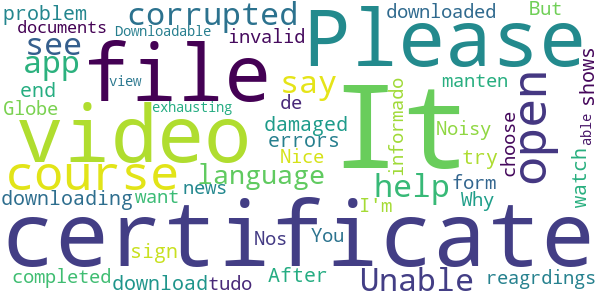 problem corrupted downloaded But
documents Downloadable Please
see invalid
app file view say shows
end exhausting open
Globe video de damaged It informado manten
errors Noisy choose able
course language Nice try watch
downloading news want help form
I'm Why
certificate
sign Nos You
completed After Unable
download tudo reagrdings